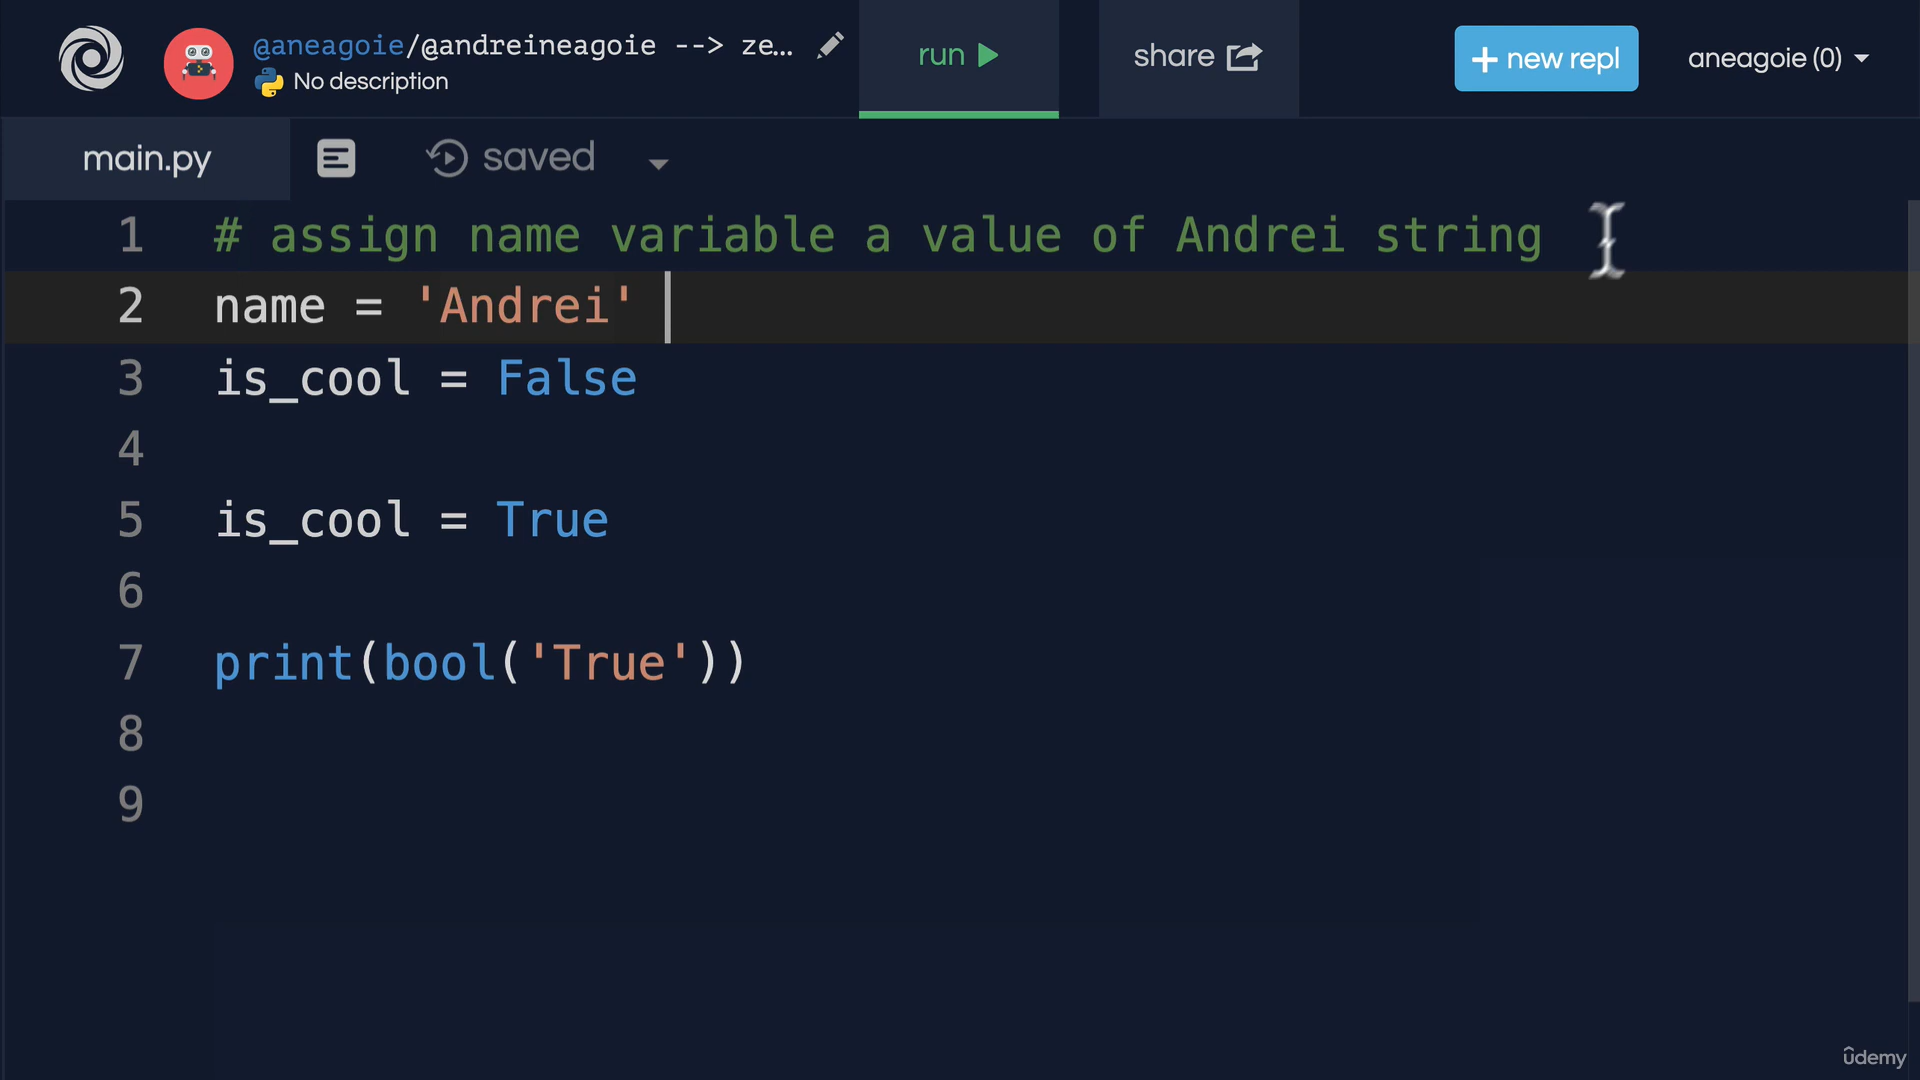 @aneagoie/@andreineagoie --> ze...
No description
run
share
+ new repl
aneagoie (0)
main.py
saved
1 # assign name variable a value of Andrei string
2 name = 'Andrei'
3 is_cool = False
4
5 is_cool = True
6
7 print(bool('True'))
8
9
ûdemy